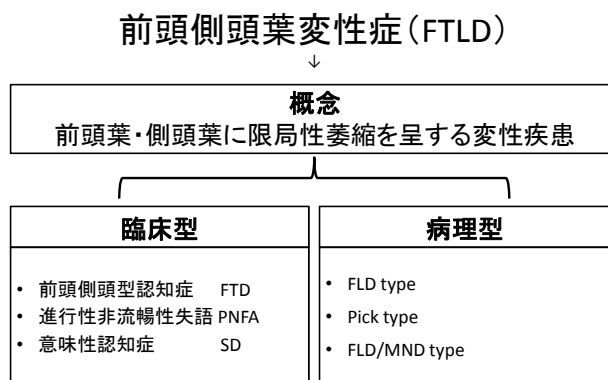 前頭側頭葉変性症(FTLD)
↓
概念
前頭葉・側頭葉に限局性萎縮を呈する変性疾患
臨床型
• 前頭側頭型認知症 FTD
• 進行性非流暢性失語 PNFA
• 意味性認知症 SD
病理型
• FLD type
• Pick type
• FLD/MND type